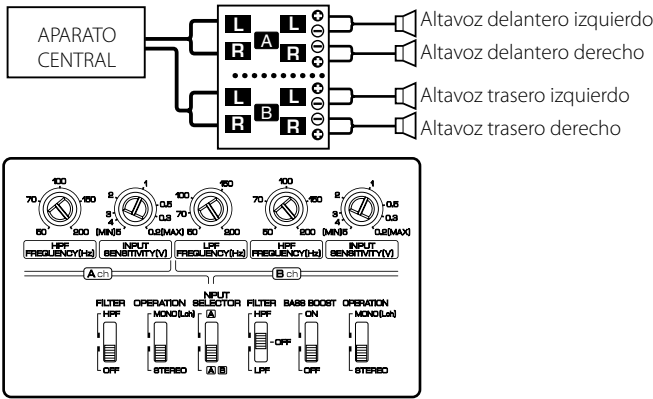 APARATO
CENTRAL
L L
R A R
L L
R B R
Altavoz delantero izquierdo
Altavoz delantero derecho
Altavoz trasero izquierdo
Altavoz trasero derecho
100 1 150 100
70 150 2 0.5 100 70 150 2 1 0.5
3 0.3 70 3 0.3
4 4
50 200 (MIN)5 0.2(MAX) 50 200 50 200 (MIN)5 0.2(MAX)
HPF INPUT LPF HPF INPUT
FREQUENCY(Hz) SENSITIVITY(V) FREQUENCY(Hz) FREQUENCY(Hz) SENSITIVITY(V)
A ch B ch
INPUT
FILTER OPERATION SELECTOR FILTER BASS BOOST OPERATION
HPF MONO(Lch) A HPF ON MONO(Lch)
OFF
OFF STEREO A B LPF OFF STEREO